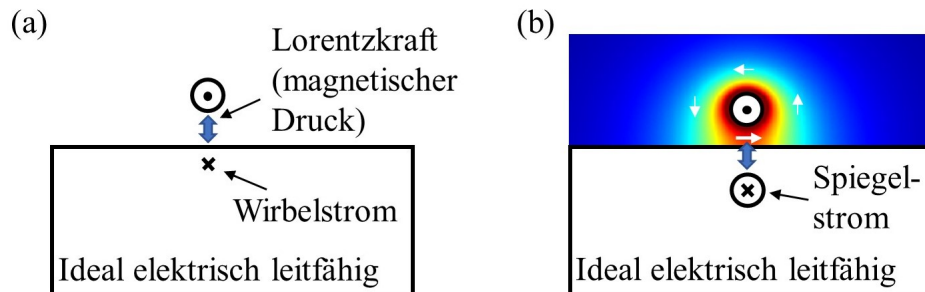 (a)
Lorentzkraft
(magnetischer
Druck)
Wirbelstrom
Ideal elektrisch leitfähig
(b)
Spiegel-
strom
Ideal elektrisch leitfähig